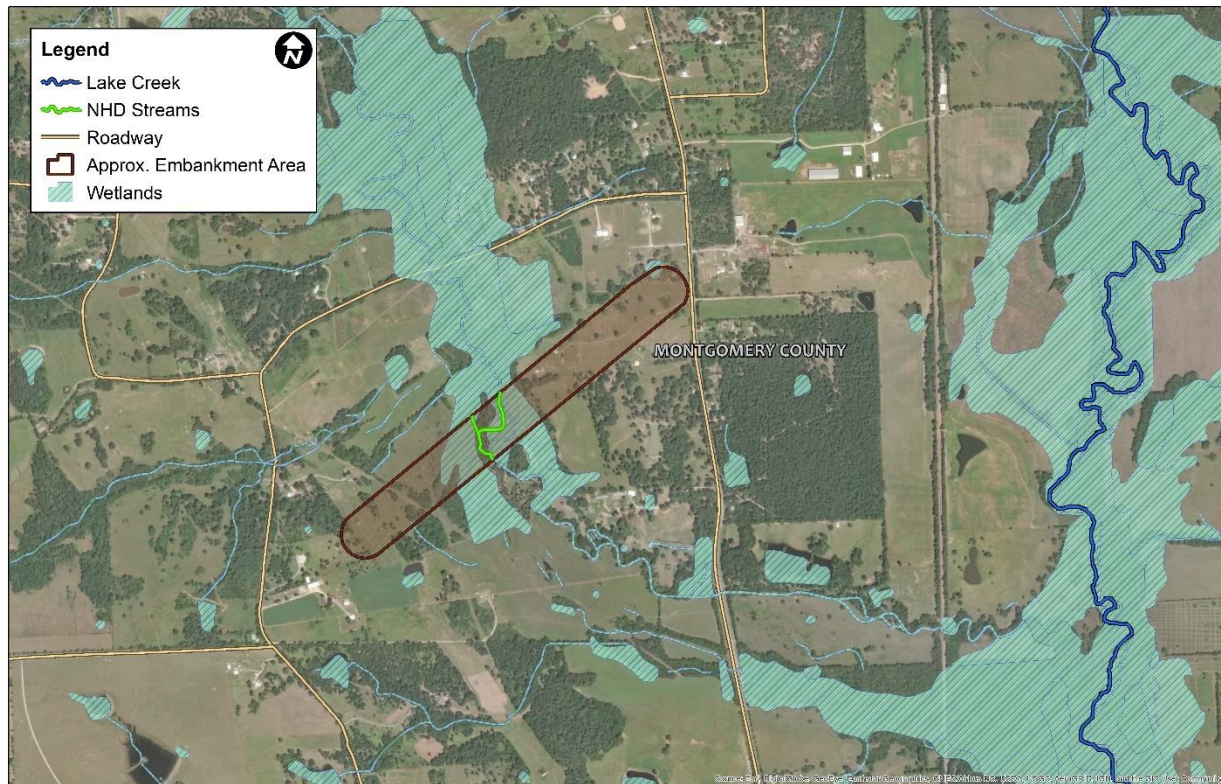 Legend
N
Lake Creek
NHD Streams
Roadway
Approx. Embankment Area
Wetlands
MONTGOMERY COUNTY